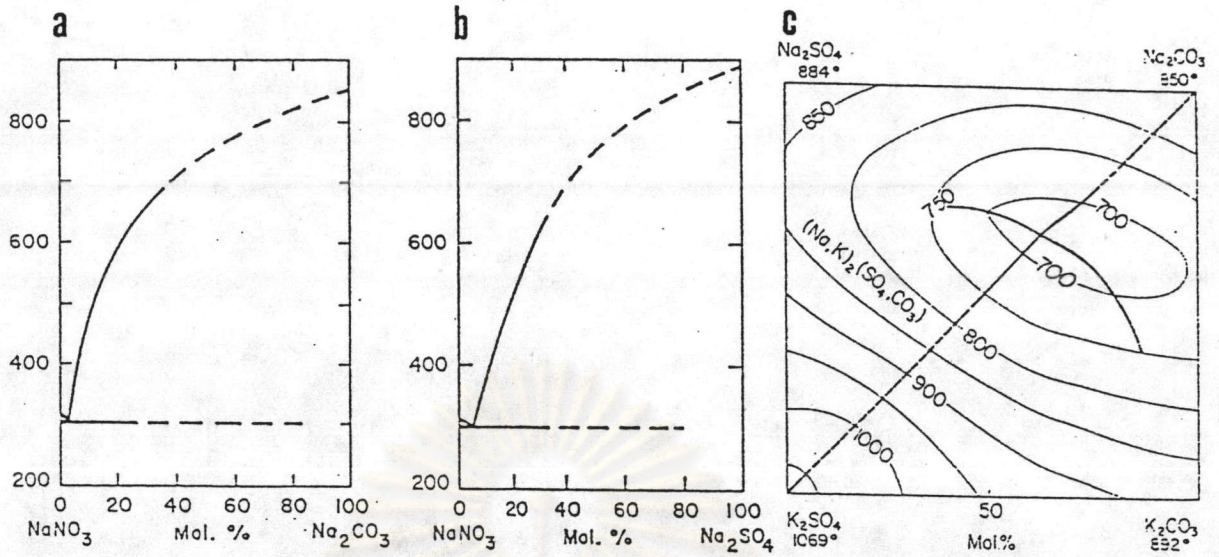 a
800
600
400
200
0 20 40 60 80 100
NaNO3 Mol. % Na2CO3
b
800
600
400
200
0 20 40 60 80 100
NaNO3 Mol. % Na2SO4
c
Na2SO4
884°
Na2CO3
850°
850
750
700
700
(Na,K)2(SO4,CO3)
800
900
1000
K2SO4
1069°
50
Mol.%
K2CO3
892°